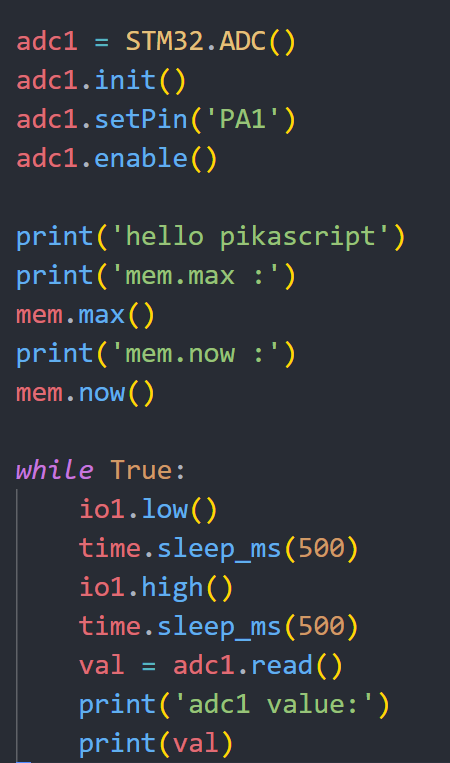 adc1 = STM32.ADC()
adc1.init()
adc1.setPin('PA1')
adc1.enable()
print('hello pikascript')
print('mem.max :')
mem.max()
print('mem.now :')
mem.now()
while True:
    io1.low()
    time.sleep_ms(500)
    io1.high()
    time.sleep_ms(500)
    val = adc1.read()
    print('adc1 value:')
    print(val)